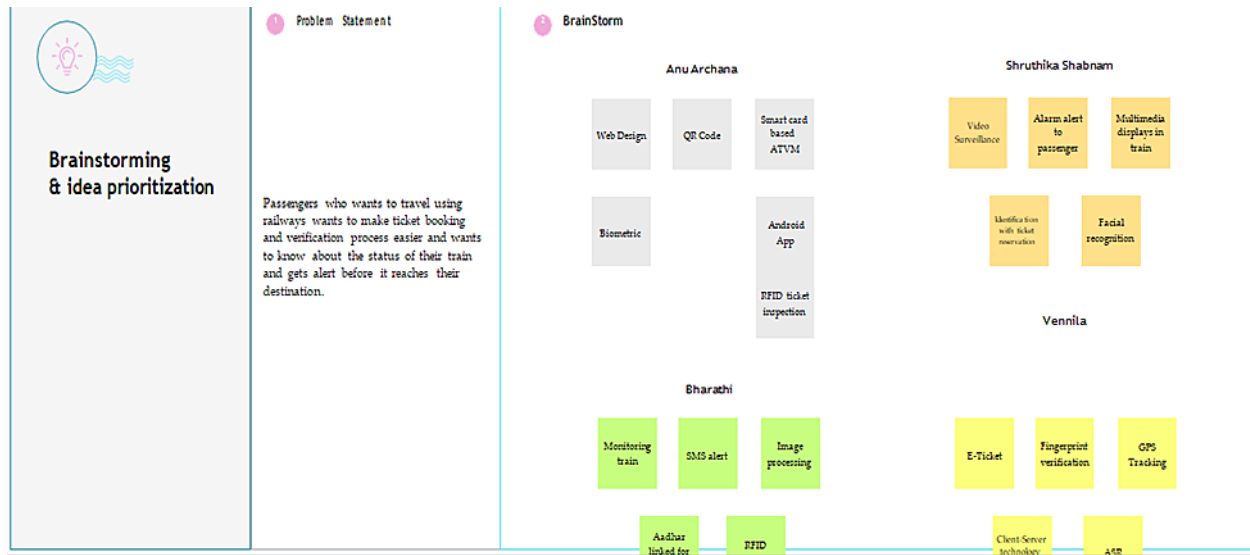 1 Problem Statement
2 BrainStorm
Brainstorming
& idea prioritization
Passengers who wants to travel using
railways wants to make ticket booking
and verification process easier and wants
to know about the status of their train
and gets alert before it reaches their
destination.
Anu Archana
Web Design
QR Code
Smart card
based
ATVM
Biometric
Android
App
RFID ticket
inspection
Shruthika Shabnam
Video
Surveillance
Alarm alert
to
passenger
Multimedia
displays in
train
Identification
with ticket
reservation
Facial
recognition
Bharathi
Monitoring
train
SMS alert
Image
processing
Aadhar
linked for
RFID
Vennila
E-Ticket
Fingerprint
verification
GPS
Tracking
Client-Server
technology
ASR